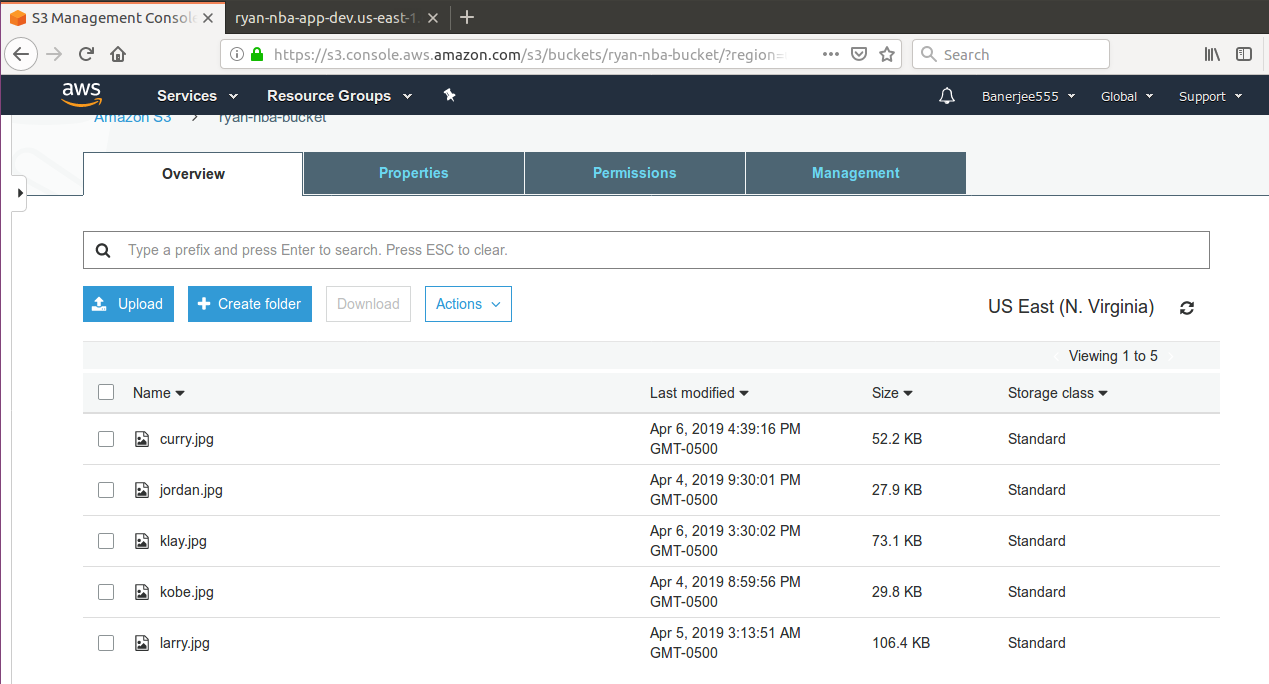 S3 Management Console
ryan-nba-app-dev.us-east-1.
https://s3.console.aws.amazon.com/s3/buckets/ryan-nba-bucket/?region=
Search
aws
Services
Resource Groups
Banerjee555
Global
Support
Amazon S3
ryan-nba-bucket
Overview
Properties
Permissions
Management
Type a prefix and press Enter to search. Press ESC to clear.
Upload
Create folder
Download
Actions
US East (N. Virginia)
Viewing 1 to 5
Name
Last modified
Size
Storage class
curry.jpg
Apr 6, 2019 4:39:16 PM
GMT-0500
52.2 KB
Standard
jordan.jpg
Apr 4, 2019 9:30:01 PM
GMT-0500
27.9 KB
Standard
klay.jpg
Apr 6, 2019 3:30:02 PM
GMT-0500
73.1 KB
Standard
kobe.jpg
Apr 4, 2019 8:59:56 PM
GMT-0500
29.8 KB
Standard
larry.jpg
Apr 5, 2019 3:13:51 AM
GMT-0500
106.4 KB
Standard